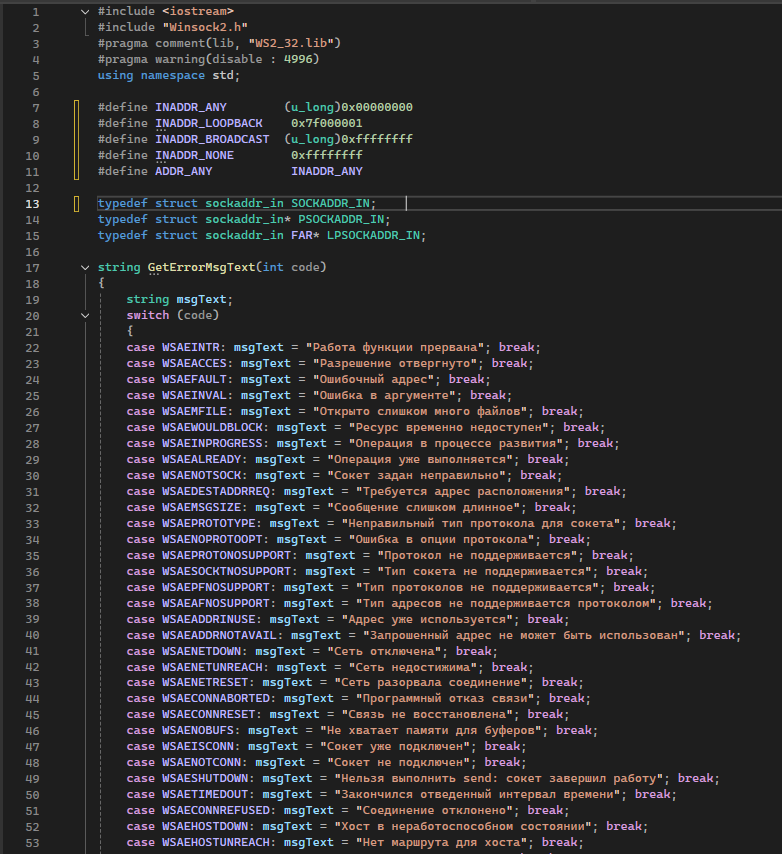 1 #include <iostream>
2 #include "Winsock2.h"
3 #pragma comment(lib, "WS2_32.lib")
4 #pragma warning(disable : 4996)
5 using namespace std;
6
7 #define INADDR_ANY (u_long)0x00000000
8 #define INADDR_LOOPBACK 0x7f000001
9 #define INADDR_BROADCAST (u_long)0xffffffff
10 #define INADDR_NONE 0xffffffff
11 #define ADDR_ANY INADDR_ANY
12
13 typedef struct sockaddr_in SOCKADDR_IN;
14 typedef struct sockaddr_in* PSOCKADDR_IN;
15 typedef struct sockaddr_in FAR* LPSOCKADDR_IN;
16
17 string GetErrorMsgText(int code)
18 {
19 string msgText;
20 switch (code)
21 {
22 case WSAEINTR: msgText = "Работа функции прервана"; break;
23 case WSAEACCES: msgText = "Разрешение отвергнуто"; break;
24 case WSAEFAULT: msgText = "Ошибочный адрес"; break;
25 case WSAEINVAL: msgText = "Ошибка в аргументе"; break;
26 case WSAEMFILE: msgText = "Открыто слишком много файлов"; break;
27 case WSAEWOULDBLOCK: msgText = "Ресурс временно недоступен"; break;
28 case WSAEINPROGRESS: msgText = "Операция в процессе развития"; break;
29 case WSAEALREADY: msgText = "Операция уже выполняется"; break;
30 case WSAENOTSOCK: msgText = "Сокет задан неправильно"; break;
31 case WSAEDESTADDRREQ: msgText = "Требуется адрес расположения"; break;
32 case WSAEMSGSIZE: msgText = "Сообщение слишком длинное"; break;
33 case WSAEPROTOTYPE: msgText = "Неправильный тип протокола для сокета"; break;
34 case WSAENOPROTOOPT: msgText = "Ошибка в опции протокола"; break;
35 case WSAEPROTONOSUPPORT: msgText = "Протокол не поддерживается"; break;
36 case WSAESOCKTNOSUPPORT: msgText = "Тип сокета не поддерживается"; break;
37 case WSAEPFNOSUPPORT: msgText = "Тип протоколов не поддерживается"; break;
38 case WSAEAFNOSUPPORT: msgText = "Тип адресов не поддерживается протоколом"; break;
39 case WSAEADDRINUSE: msgText = "Адрес уже используется"; break;
40 case WSAEADDRNOTAVAIL: msgText = "Запрошенный адрес не может быть использован"; break;
41 case WSAENETDOWN: msgText = "Сеть отключена"; break;
42 case WSAENETUNREACH: msgText = "Сеть недостижима"; break;
43 case WSAENETRESET: msgText = "Сеть разорвала соединение"; break;
44 case WSAECONNABORTED: msgText = "Программный отказ связи"; break;
45 case WSAECONNRESET: msgText = "Связь не восстановлена"; break;
46 case WSAENOBUFS: msgText = "Не хватает памяти для буферов"; break;
47 case WSAEISCONN: msgText = "Сокет уже подключен"; break;
48 case WSAENOTCONN: msgText = "Сокет не подключен"; break;
49 case WSAESHUTDOWN: msgText = "Нельзя выполнить send: сокет завершил работу"; break;
50 case WSAETIMEDOUT: msgText = "Закончился отведенный интервал времени"; break;
51 case WSAECONNREFUSED: msgText = "Соединение отклонено"; break;
52 case WSAEHOSTDOWN: msgText = "Хост в неработоспособном состоянии"; break;
53 case WSAEHOSTUNREACH: msgText = "Нет маршрута для хоста"; break;